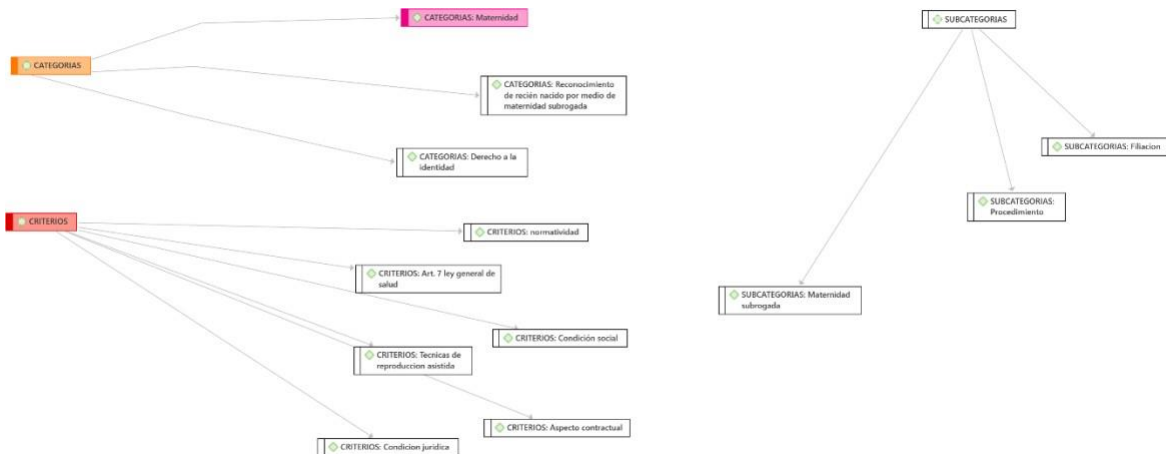 CATEGORIAS
CATEGORIAS: Maternidad
CATEGORIAS: Reconocimiento
de recién nacido por medio de
maternidad subrogada
CATEGORIAS: Derecho a la
identidad
CRITERIOS
CRITERIOS: normatividad
CRITERIOS: Art. 7 ley general de
salud
CRITERIOS: Condición social
CRITERIOS: Tecnicas de
reproduccion asistida
CRITERIOS: Aspecto contractual
CRITERIOS: Condicion juridica
SUBCATEGORIAS
SUBCATEGORIAS: Filiacion
SUBCATEGORIAS:
Procedimiento
SUBCATEGORIAS: Maternidad
subrogada